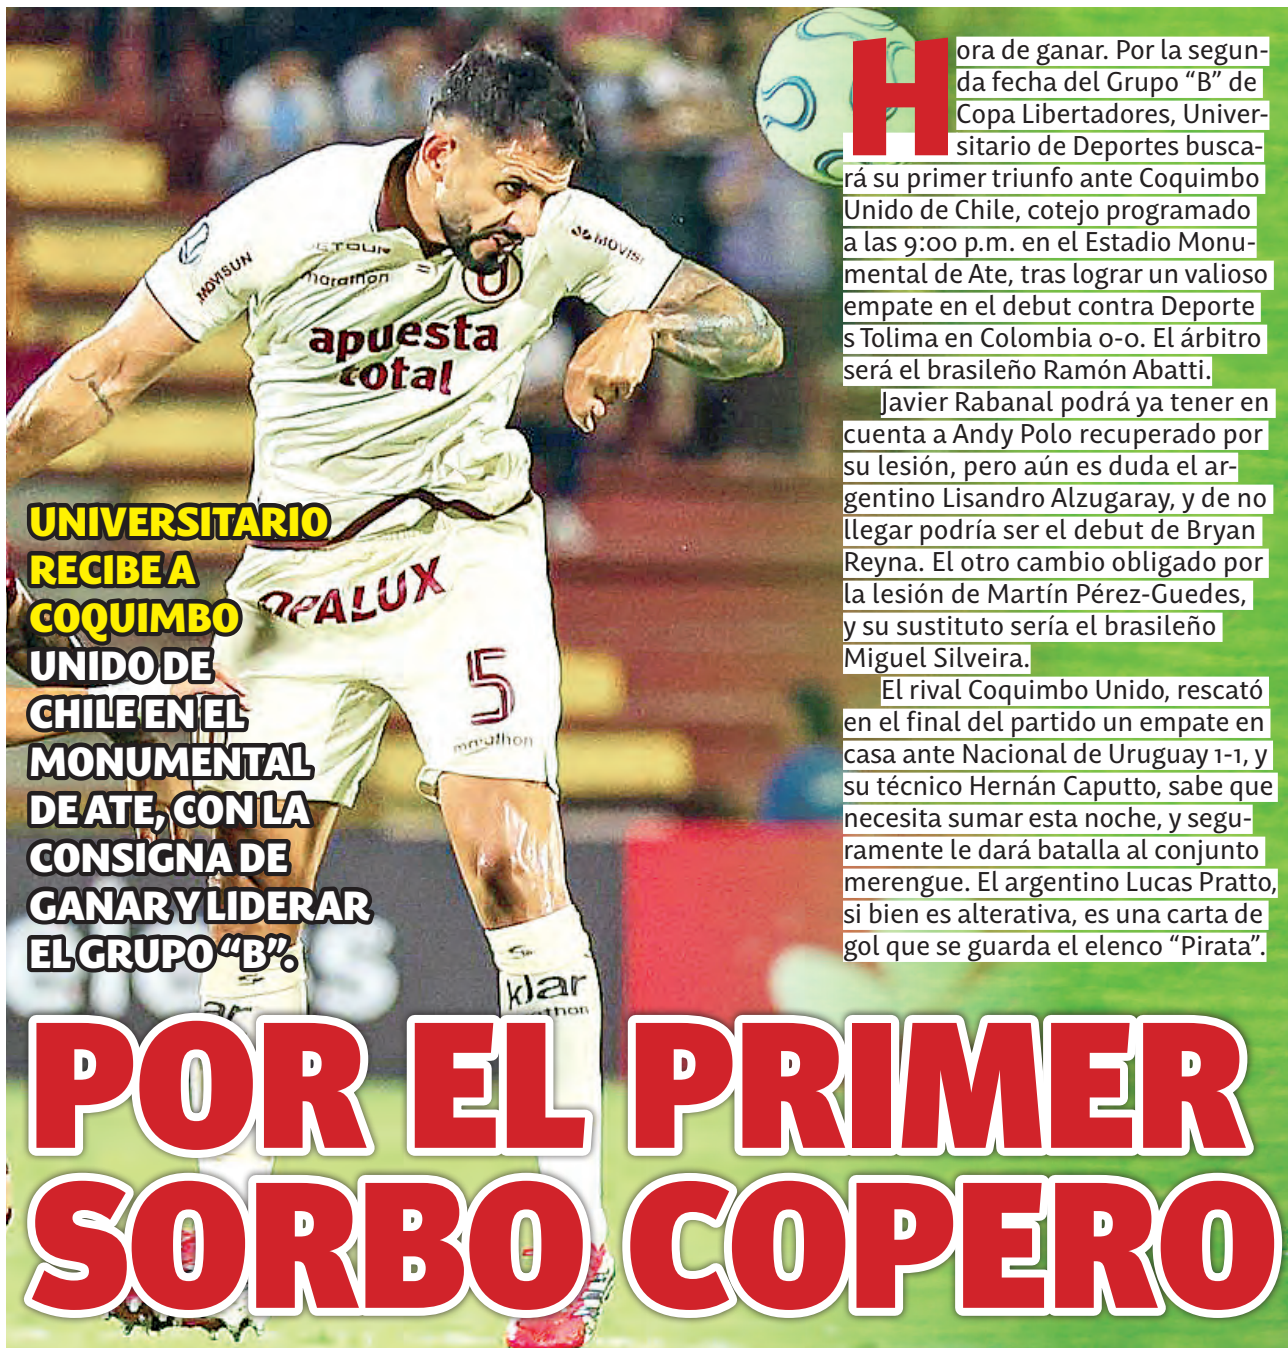 Hora de ganar. Por la segun-
da fecha del Grupo “B” de
Copa Libertadores, Univer-
sitario de Deportes busca-
rá su primer triunfo ante Coquimbo
Unido de Chile, cotejo programado
a las 9:00 p.m. en el Estadio Monu-
mental de Ate, tras lograr un valioso
empate en el debut contra Deporte
s Tolima en Colombia 0-0. El árbitro
será el brasileño Ramón Abatti.
Javier Rabanal podrá ya tener en
cuenta a Andy Polo recuperado por
su lesión, pero aún es duda el ar-
gentino Lisandro Alzugaray, y de no
llegar podría ser el debut de Bryan
Reyna. El otro cambio obligado por
la lesión de Martín Pérez-Guedes,
y su sustituto sería el brasileño
Miguel Silveira.
El rival Coquimbo Unido, rescató
en el final del partido un empate en
casa ante Nacional de Uruguay 1-1, y
su técnico Hernán Caputto, sabe que
necesita sumar esta noche, y segu-
ramente le dará batalla al conjunto
merengue. El argentino Lucas Pratto,
si bien es alterativa, es una carta de
gol que se guarda el elenco “Pirata”.
MOVISUN
marathon
U
apuesta
total
OPALUX
5
marathon
klar
UNIVERSITARIO
RECIBE A
COQUIMBO
UNIDO DE
CHILE EN EL
MONUMENTAL
DE ATE, CON LA
CONSIGNA DE
GANAR Y LIDERAR
EL GRUPO “B”.
POR EL PRIMER
SORBO COPERO